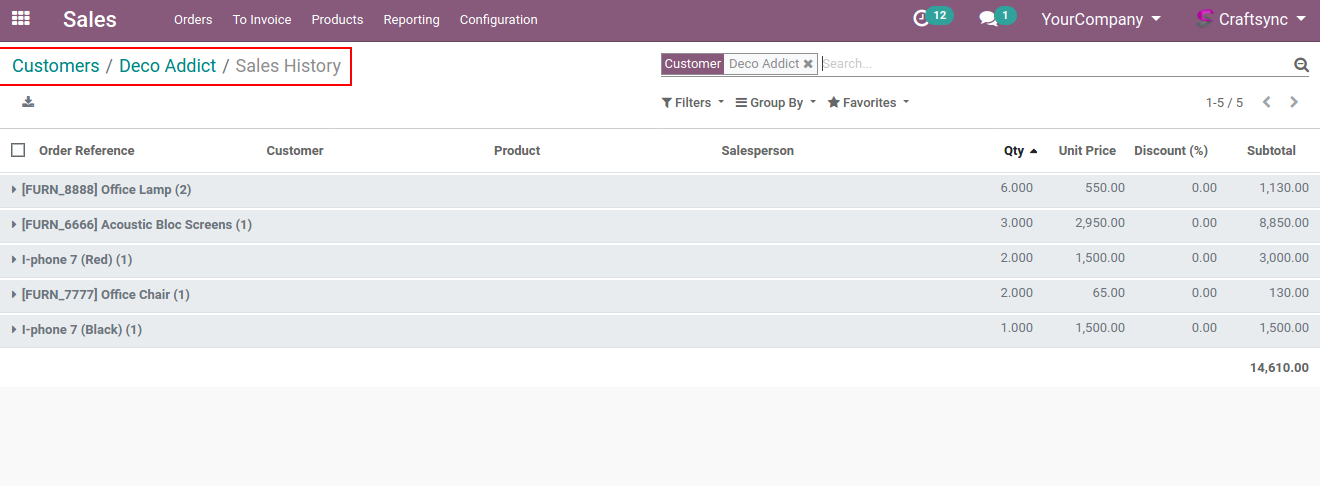 Sales Orders To Invoice Products Reporting Configuration 12 1 YourCompany Craftsync
Customers / Deco Addict / Sales History Customer Deco Addict Search...
Filters Group By Favorites 1-5 / 5
Order Reference Customer Product Salesperson Qty Unit Price Discount (%) Subtotal
[FURN_8888] Office Lamp (2) 6.000 550.00 0.00 1,130.00
[FURN_6666] Acoustic Bloc Screens (1) 3.000 2,950.00 0.00 8,850.00
I-phone 7 (Red) (1) 2.000 1,500.00 0.00 3,000.00
[FURN_7777] Office Chair (1) 2.000 65.00 0.00 130.00
I-phone 7 (Black) (1) 1.000 1,500.00 0.00 1,500.00
14,610.00